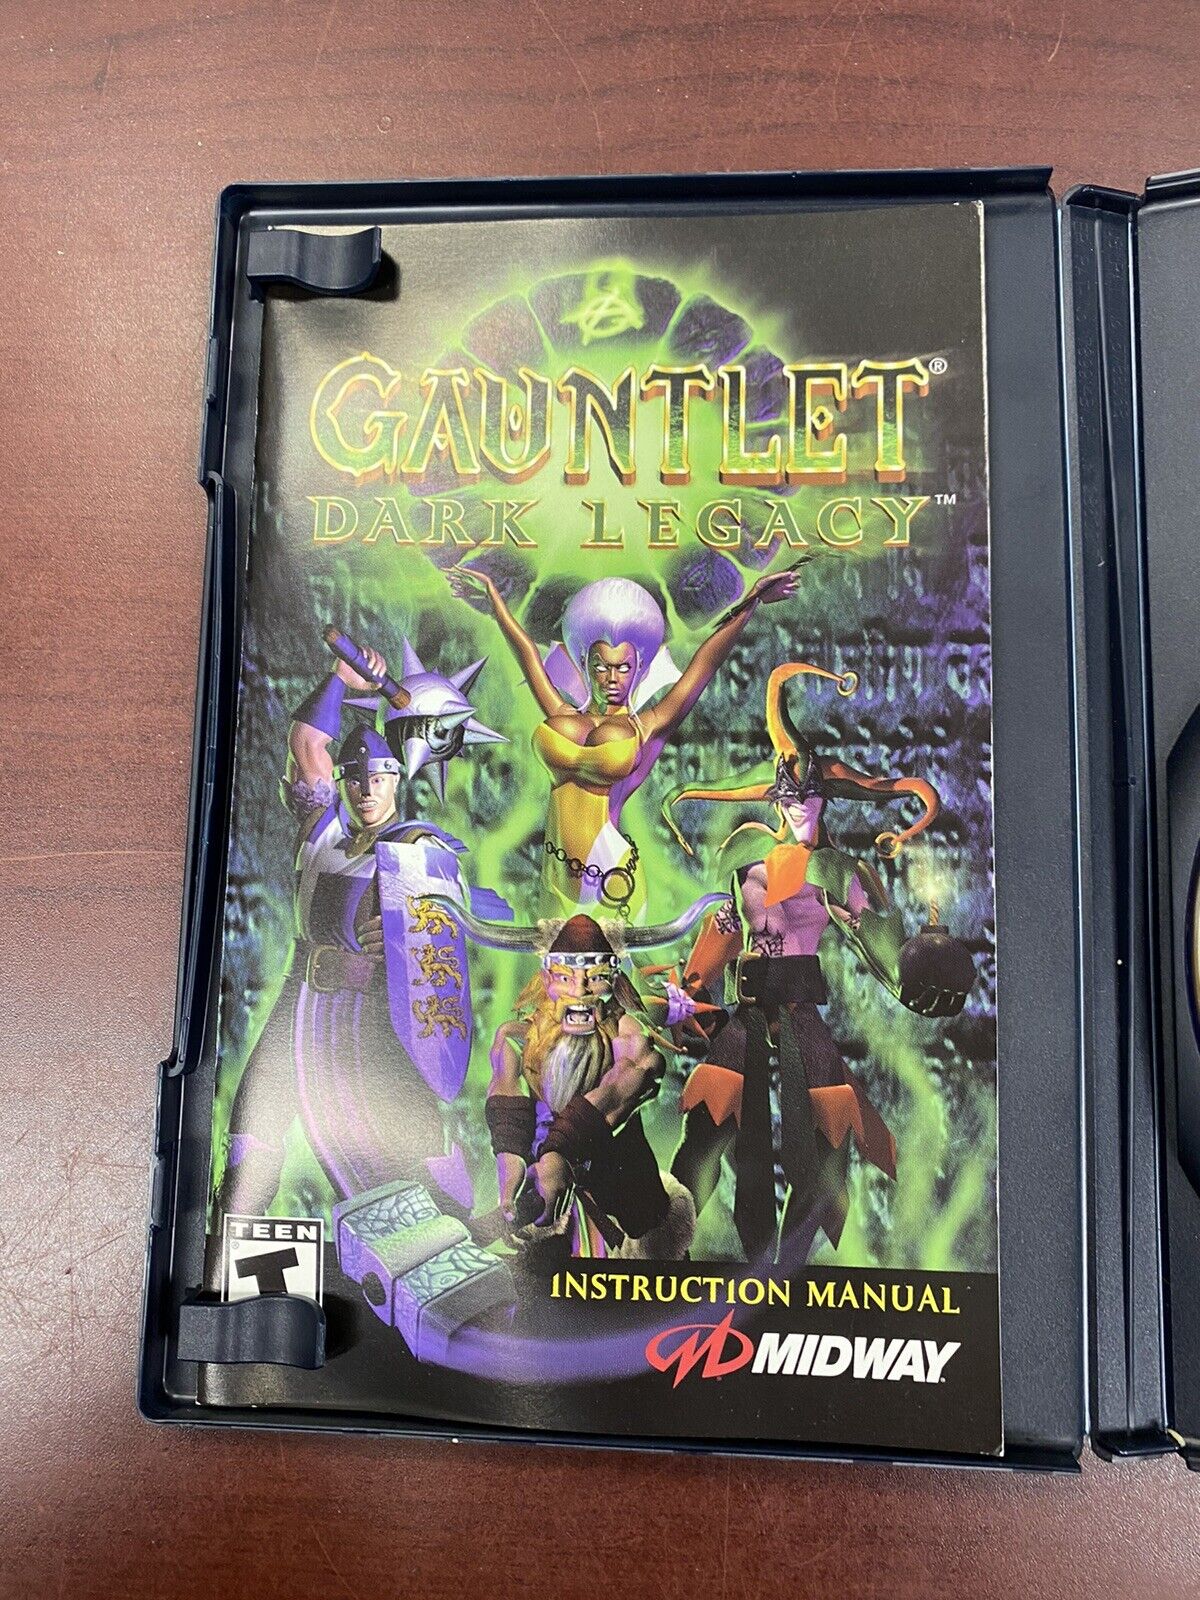 GAUNTLET®
DARK LEGACY™
TEEN
T
INSTRUCTION MANUAL
MIDWAY